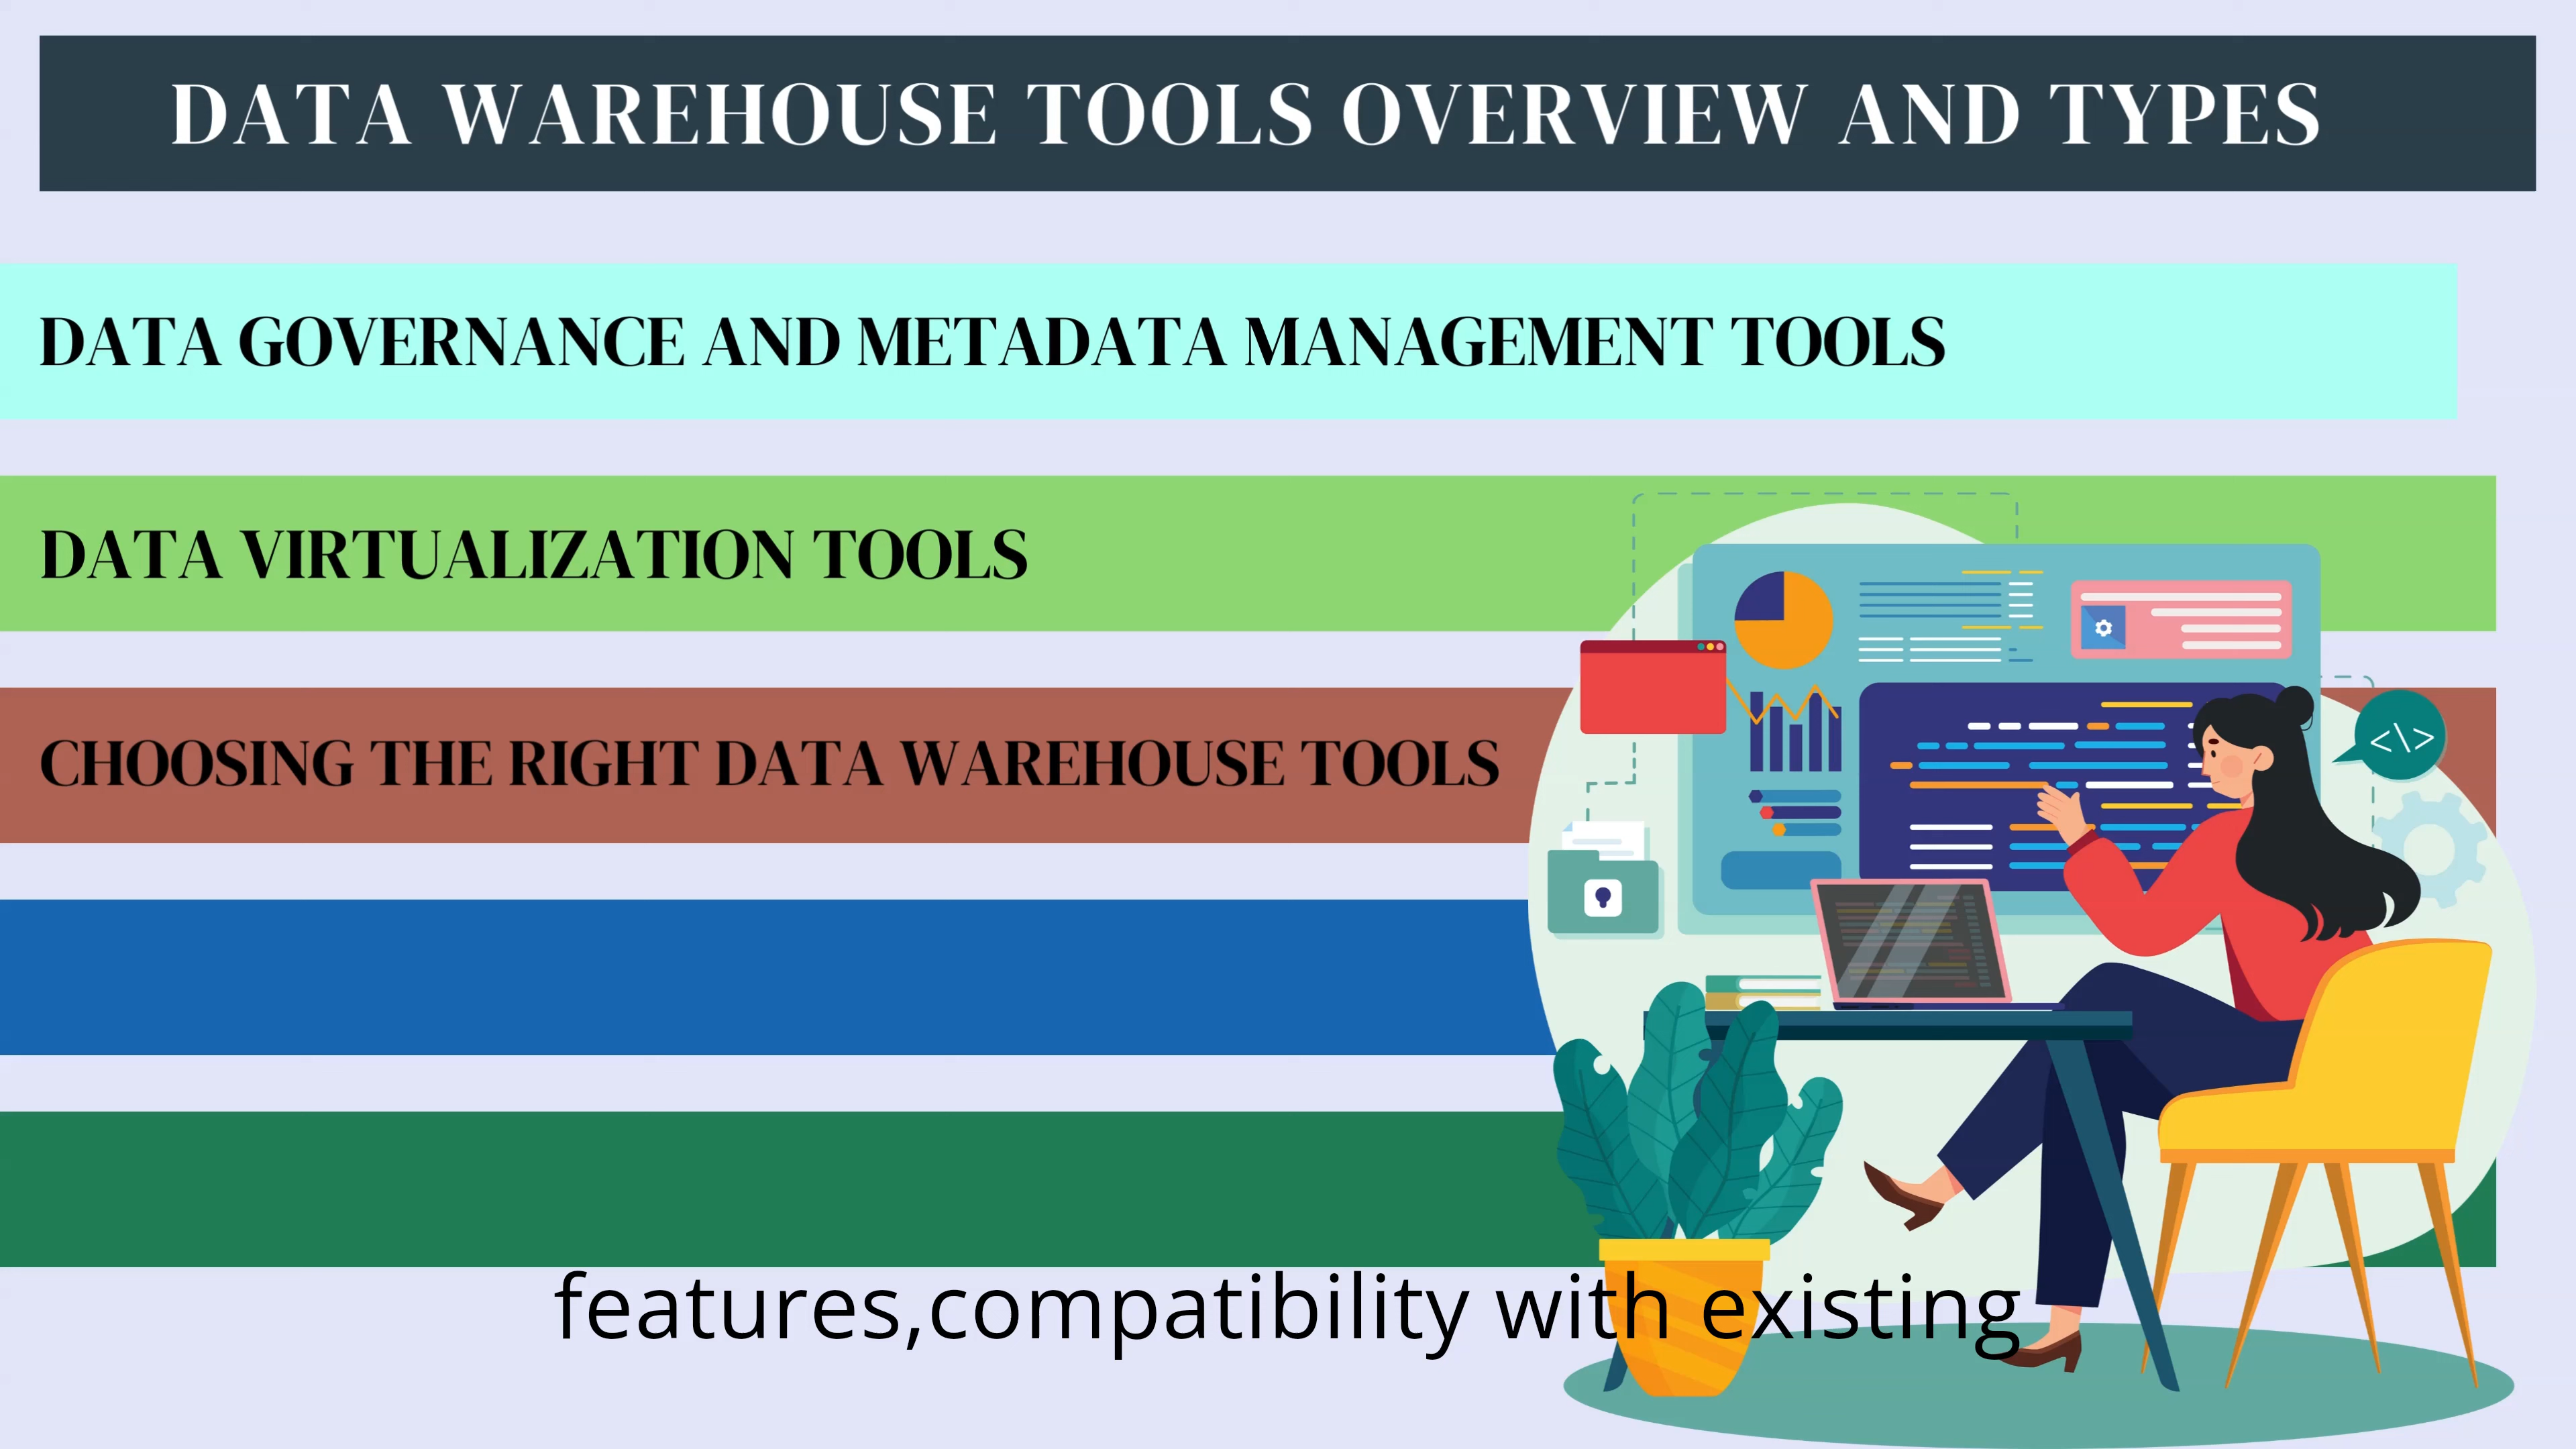 DATA WAREHOUSE TOOLS OVERVIEW AND TYPES
DATA GOVERNANCE AND METADATA MANAGEMENT TOOLS
DATA VIRTUALIZATION TOOLS
CHOOSING THE RIGHT DATA WAREHOUSE TOOLS
<\>
features,compatibility with existing